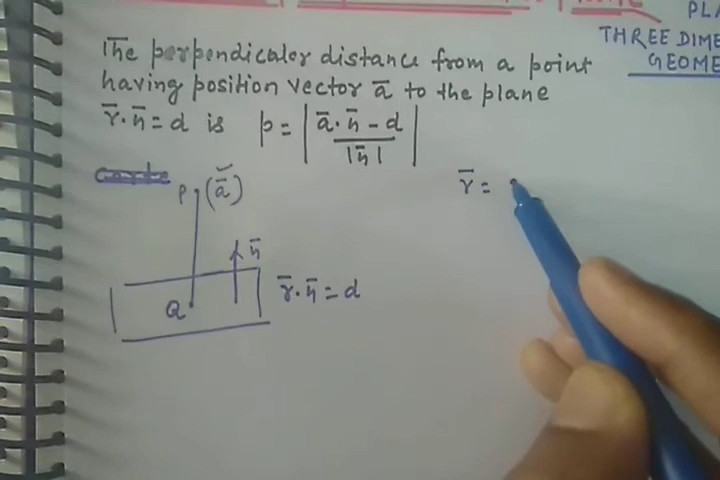 PLA
THREE DIME
GEOME
The perpendicular distance from a point
having position vector a̅ to the plane
r̅·n̅ = d is p = | a̅·n̅ - d / |n̅| |
P (a̅)
r̅ =
n̅
Q r̅·n̅ = d